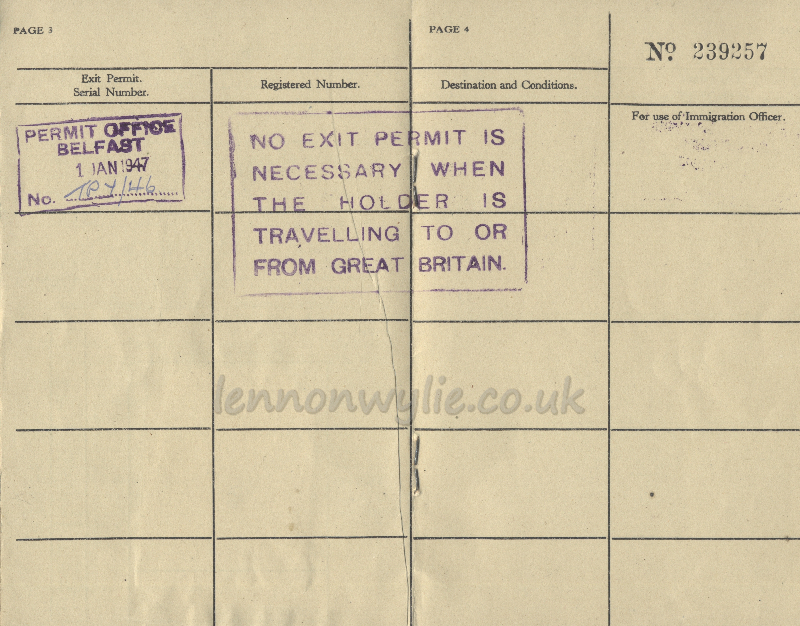 PAGE 3
PAGE 4
Nº 239257
Exit Permit.
Serial Number.
Registered Number.
Destination and Conditions.
For use of Immigration Officer.
PERMIT OFFICE
BELFAST
1 JAN 1947
No.
NO EXIT PERMIT IS
NECESSARY WHEN
THE HOLDER IS
TRAVELLING TO OR
FROM GREAT BRITAIN.
lennonwylie.co.uk